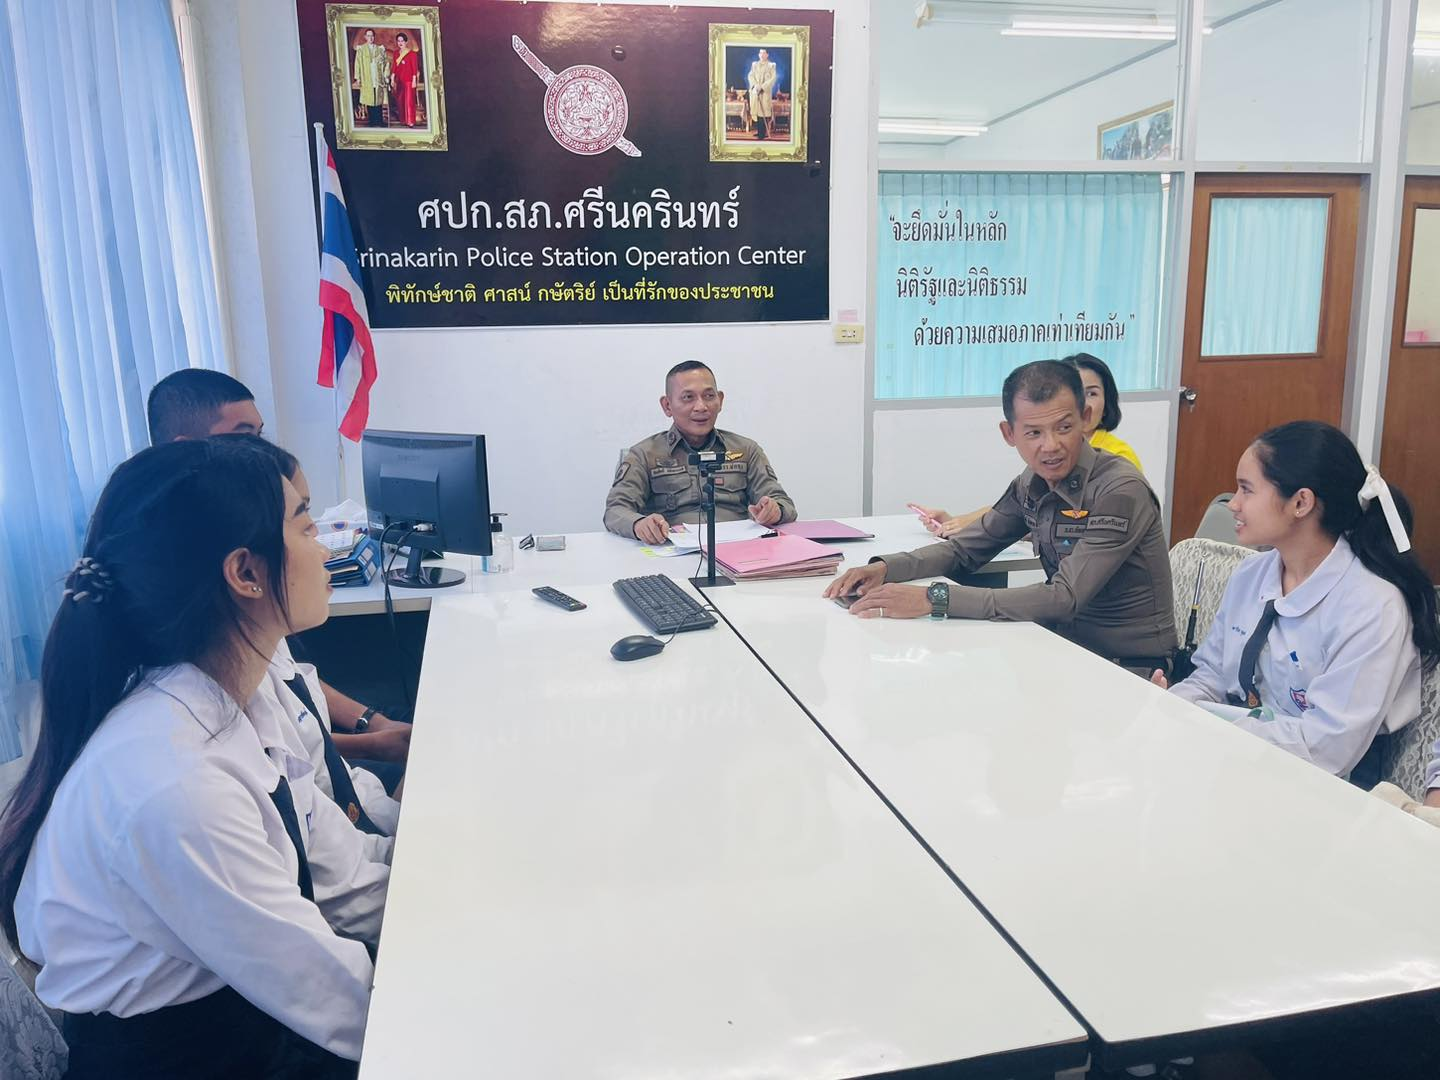 ศปก.สภ.ศรีนครินทร์
Srinakarin Police Station Operation Center
พิทักษ์ชาติ ศาสน์ กษัตริย์ เป็นที่รักของประชาชน
"จะยึดมั่นในหลัก
นิติรัฐและนิติธรรม
ด้วยความเสมอภาคเท่าเทียมกัน"